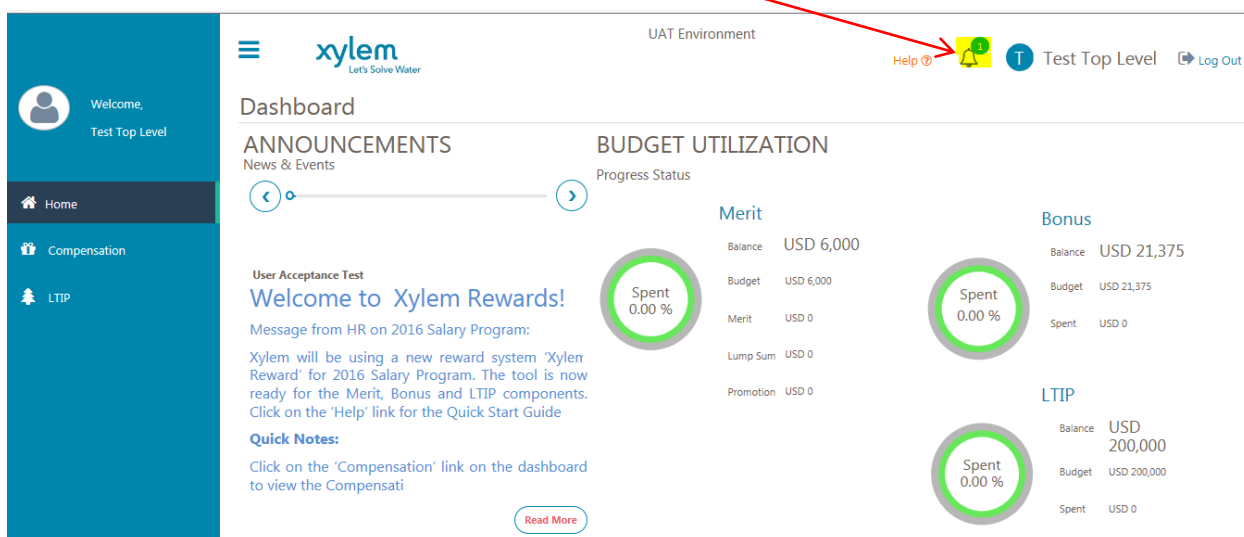 UAT Environment
xylem
Let's Solve Water
Help ?
1
T
Test Top Level
Log Out
Welcome,
Test Top Level
Home
Compensation
LTIP
Dashboard
ANNOUNCEMENTS
News & Events
User Acceptance Test
Welcome to Xylem Rewards!
Message from HR on 2016 Salary Program:
Xylem will be using a new reward system 'Xylem
Reward' for 2016 Salary Program. The tool is now
ready for the Merit, Bonus and LTIP components.
Click on the 'Help' link for the Quick Start Guide
Quick Notes:
Click on the 'Compensation' link on the dashboard
to view the Compensati
Read More
BUDGET UTILIZATION
Progress Status
Merit
Spent
0.00 %
Balance USD 6,000
Budget USD 6,000
Merit USD 0
Lump Sum USD 0
Promotion USD 0
Bonus
Spent
0.00 %
Balance USD 21,375
Budget USD 21,375
Spent USD 0
LTIP
Spent
0.00 %
Balance USD
200,000
Budget USD 200,000
Spent USD 0